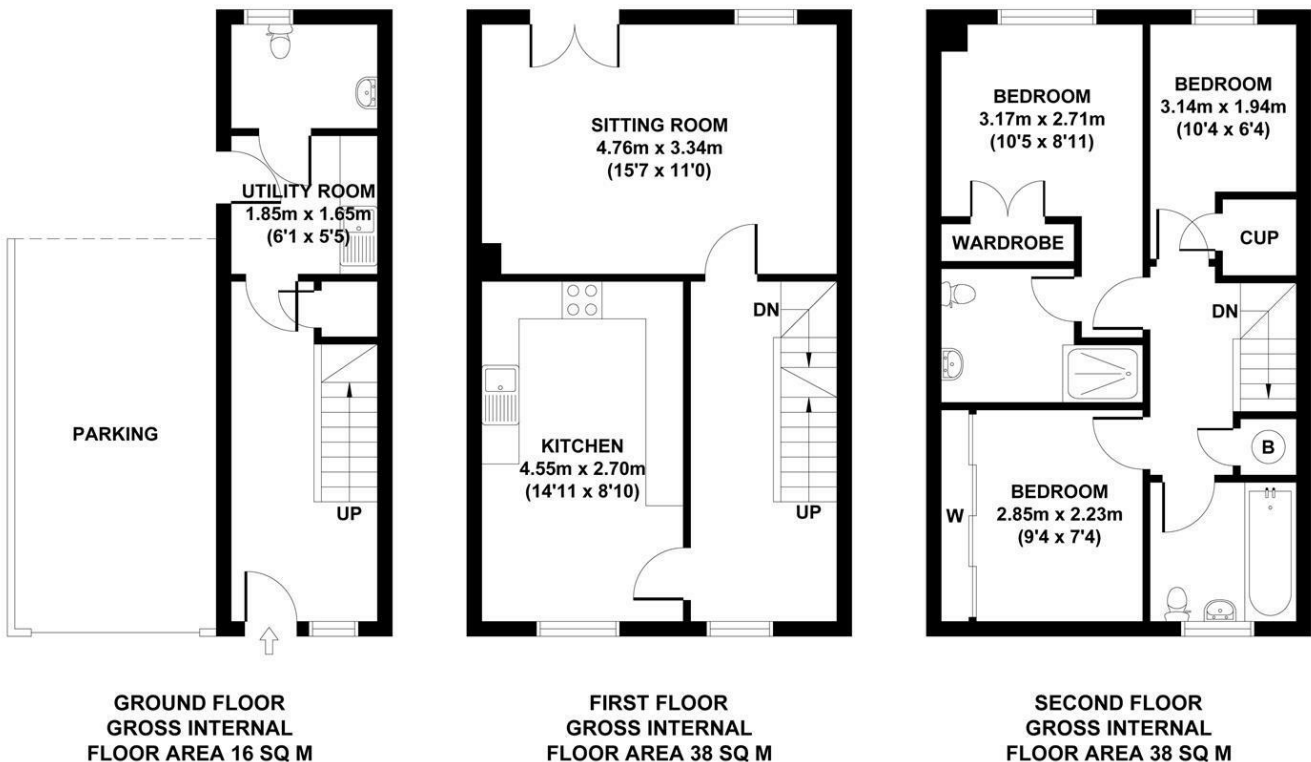 UTILITY ROOM
1.85m x 1.65m
(6'1 x 5'5)
PARKING
UP
GROUND FLOOR
GROSS INTERNAL
FLOOR AREA 16 SQ M
SITTING ROOM
4.76m x 3.34m
(15'7 x 11'0)
DN
KITCHEN
4.55m x 2.70m
(14'11 x 8'10)
UP
FIRST FLOOR
GROSS INTERNAL
FLOOR AREA 38 SQ M
BEDROOM
3.17m x 2.71m
(10'5 x 8'11)
BEDROOM
3.14m x 1.94m
(10'4 x 6'4)
WARDROBE
CUP
DN
B
W
BEDROOM
2.85m x 2.23m
(9'4 x 7'4)
SECOND FLOOR
GROSS INTERNAL
FLOOR AREA 38 SQ M